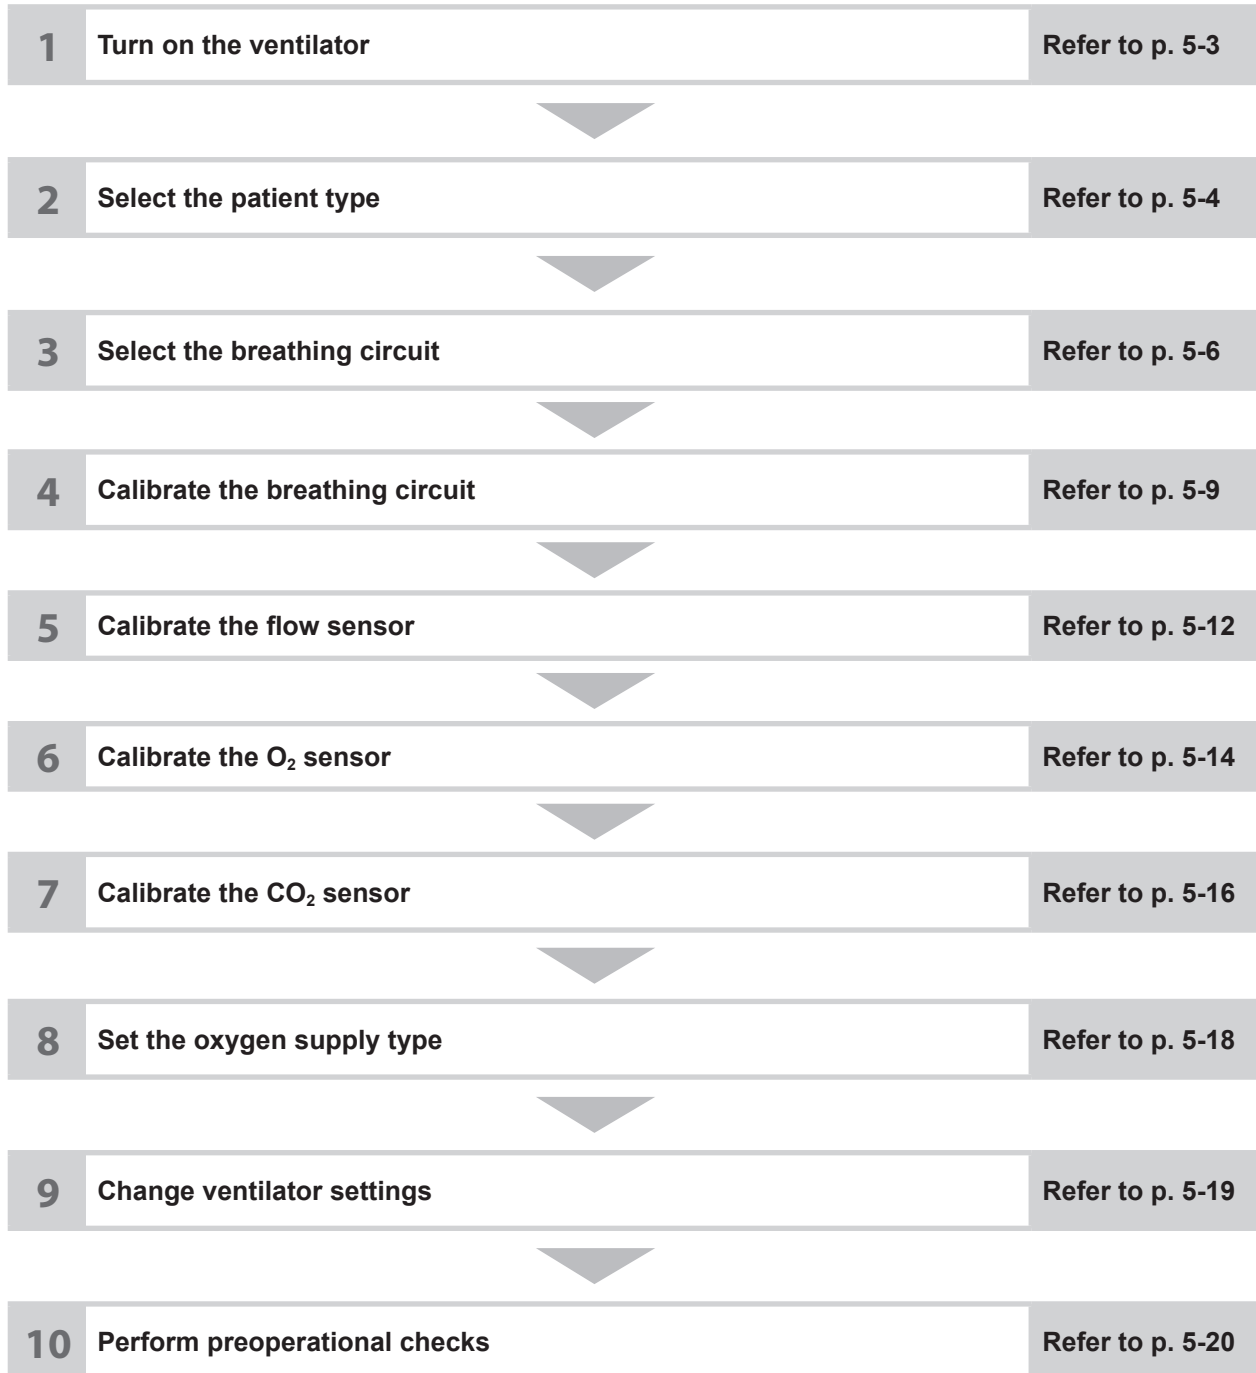 1 Turn on the ventilator Refer to p. 5-3
2 Select the patient type Refer to p. 5-4
3 Select the breathing circuit Refer to p. 5-6
4 Calibrate the breathing circuit Refer to p. 5-9
5 Calibrate the flow sensor Refer to p. 5-12
6 Calibrate the O₂ sensor Refer to p. 5-14
7 Calibrate the CO₂ sensor Refer to p. 5-16
8 Set the oxygen supply type Refer to p. 5-18
9 Change ventilator settings Refer to p. 5-19
10 Perform preoperational checks Refer to p. 5-20